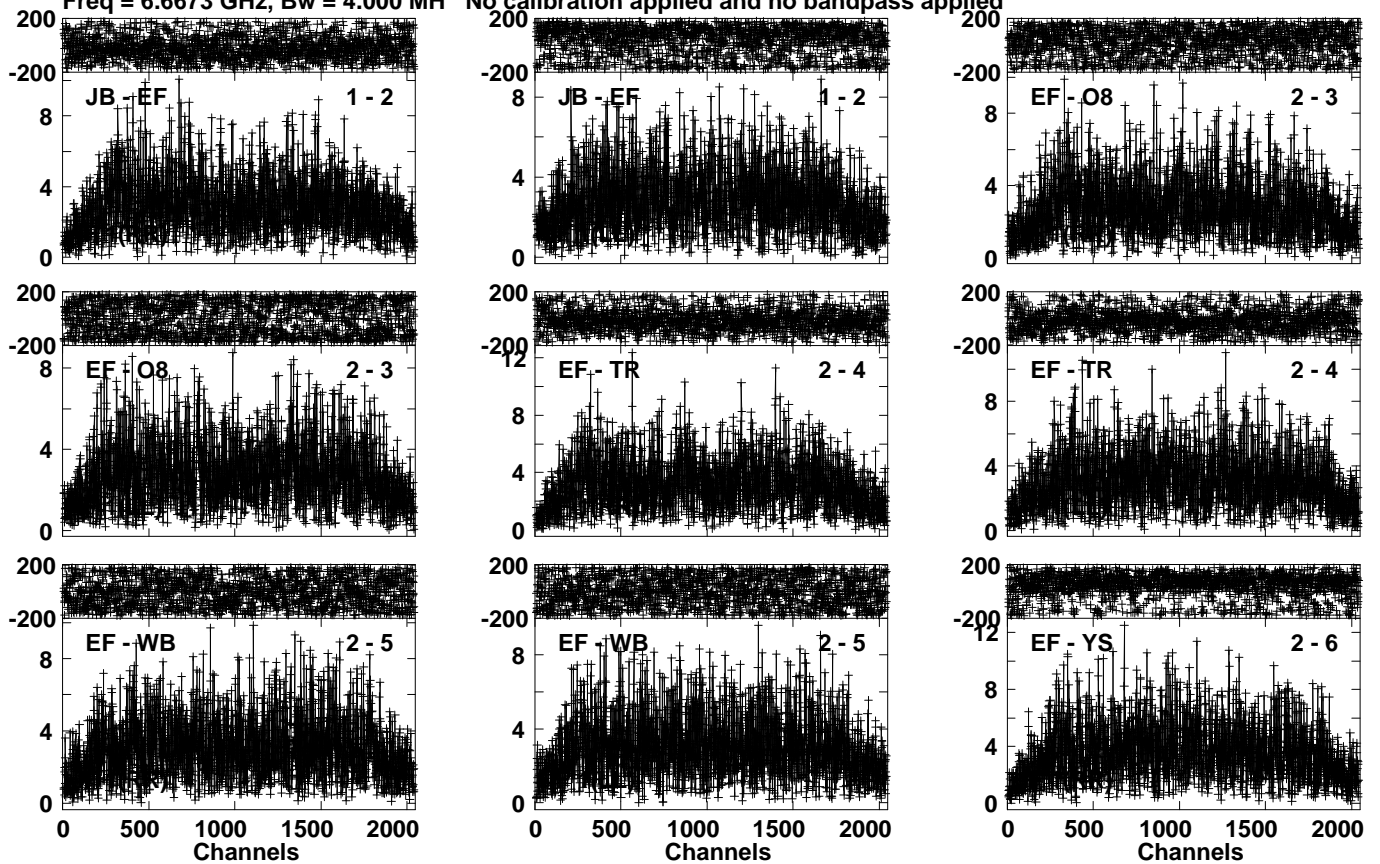 Freq = 6.6673 GHz, Bw = 4.000 MH No calibration applied and no bandpass applied
200 200 200
-200 -200 -200
JB - EF 1 - 2 JB - EF 1 - 2 EF - O8 2 - 3
8 8 8
4 4 4
0 0 0
200 200 200
-200 -200 -200
12
EF - O8 2 - 3 EF - TR 2 - 4 EF - TR 2 - 4
8 8 8
4 4 4
0 0 0
200 200 200
-200 -200 -200
12
EF - WB 2 - 5 EF - WB 2 - 5 EF - YS 2 - 6
8 8 8
4 4 4
0 0 0
0 500 1000 1500 2000 0 500 1000 1500 2000 0 500 1000 1500 2000
Channels Channels Channels